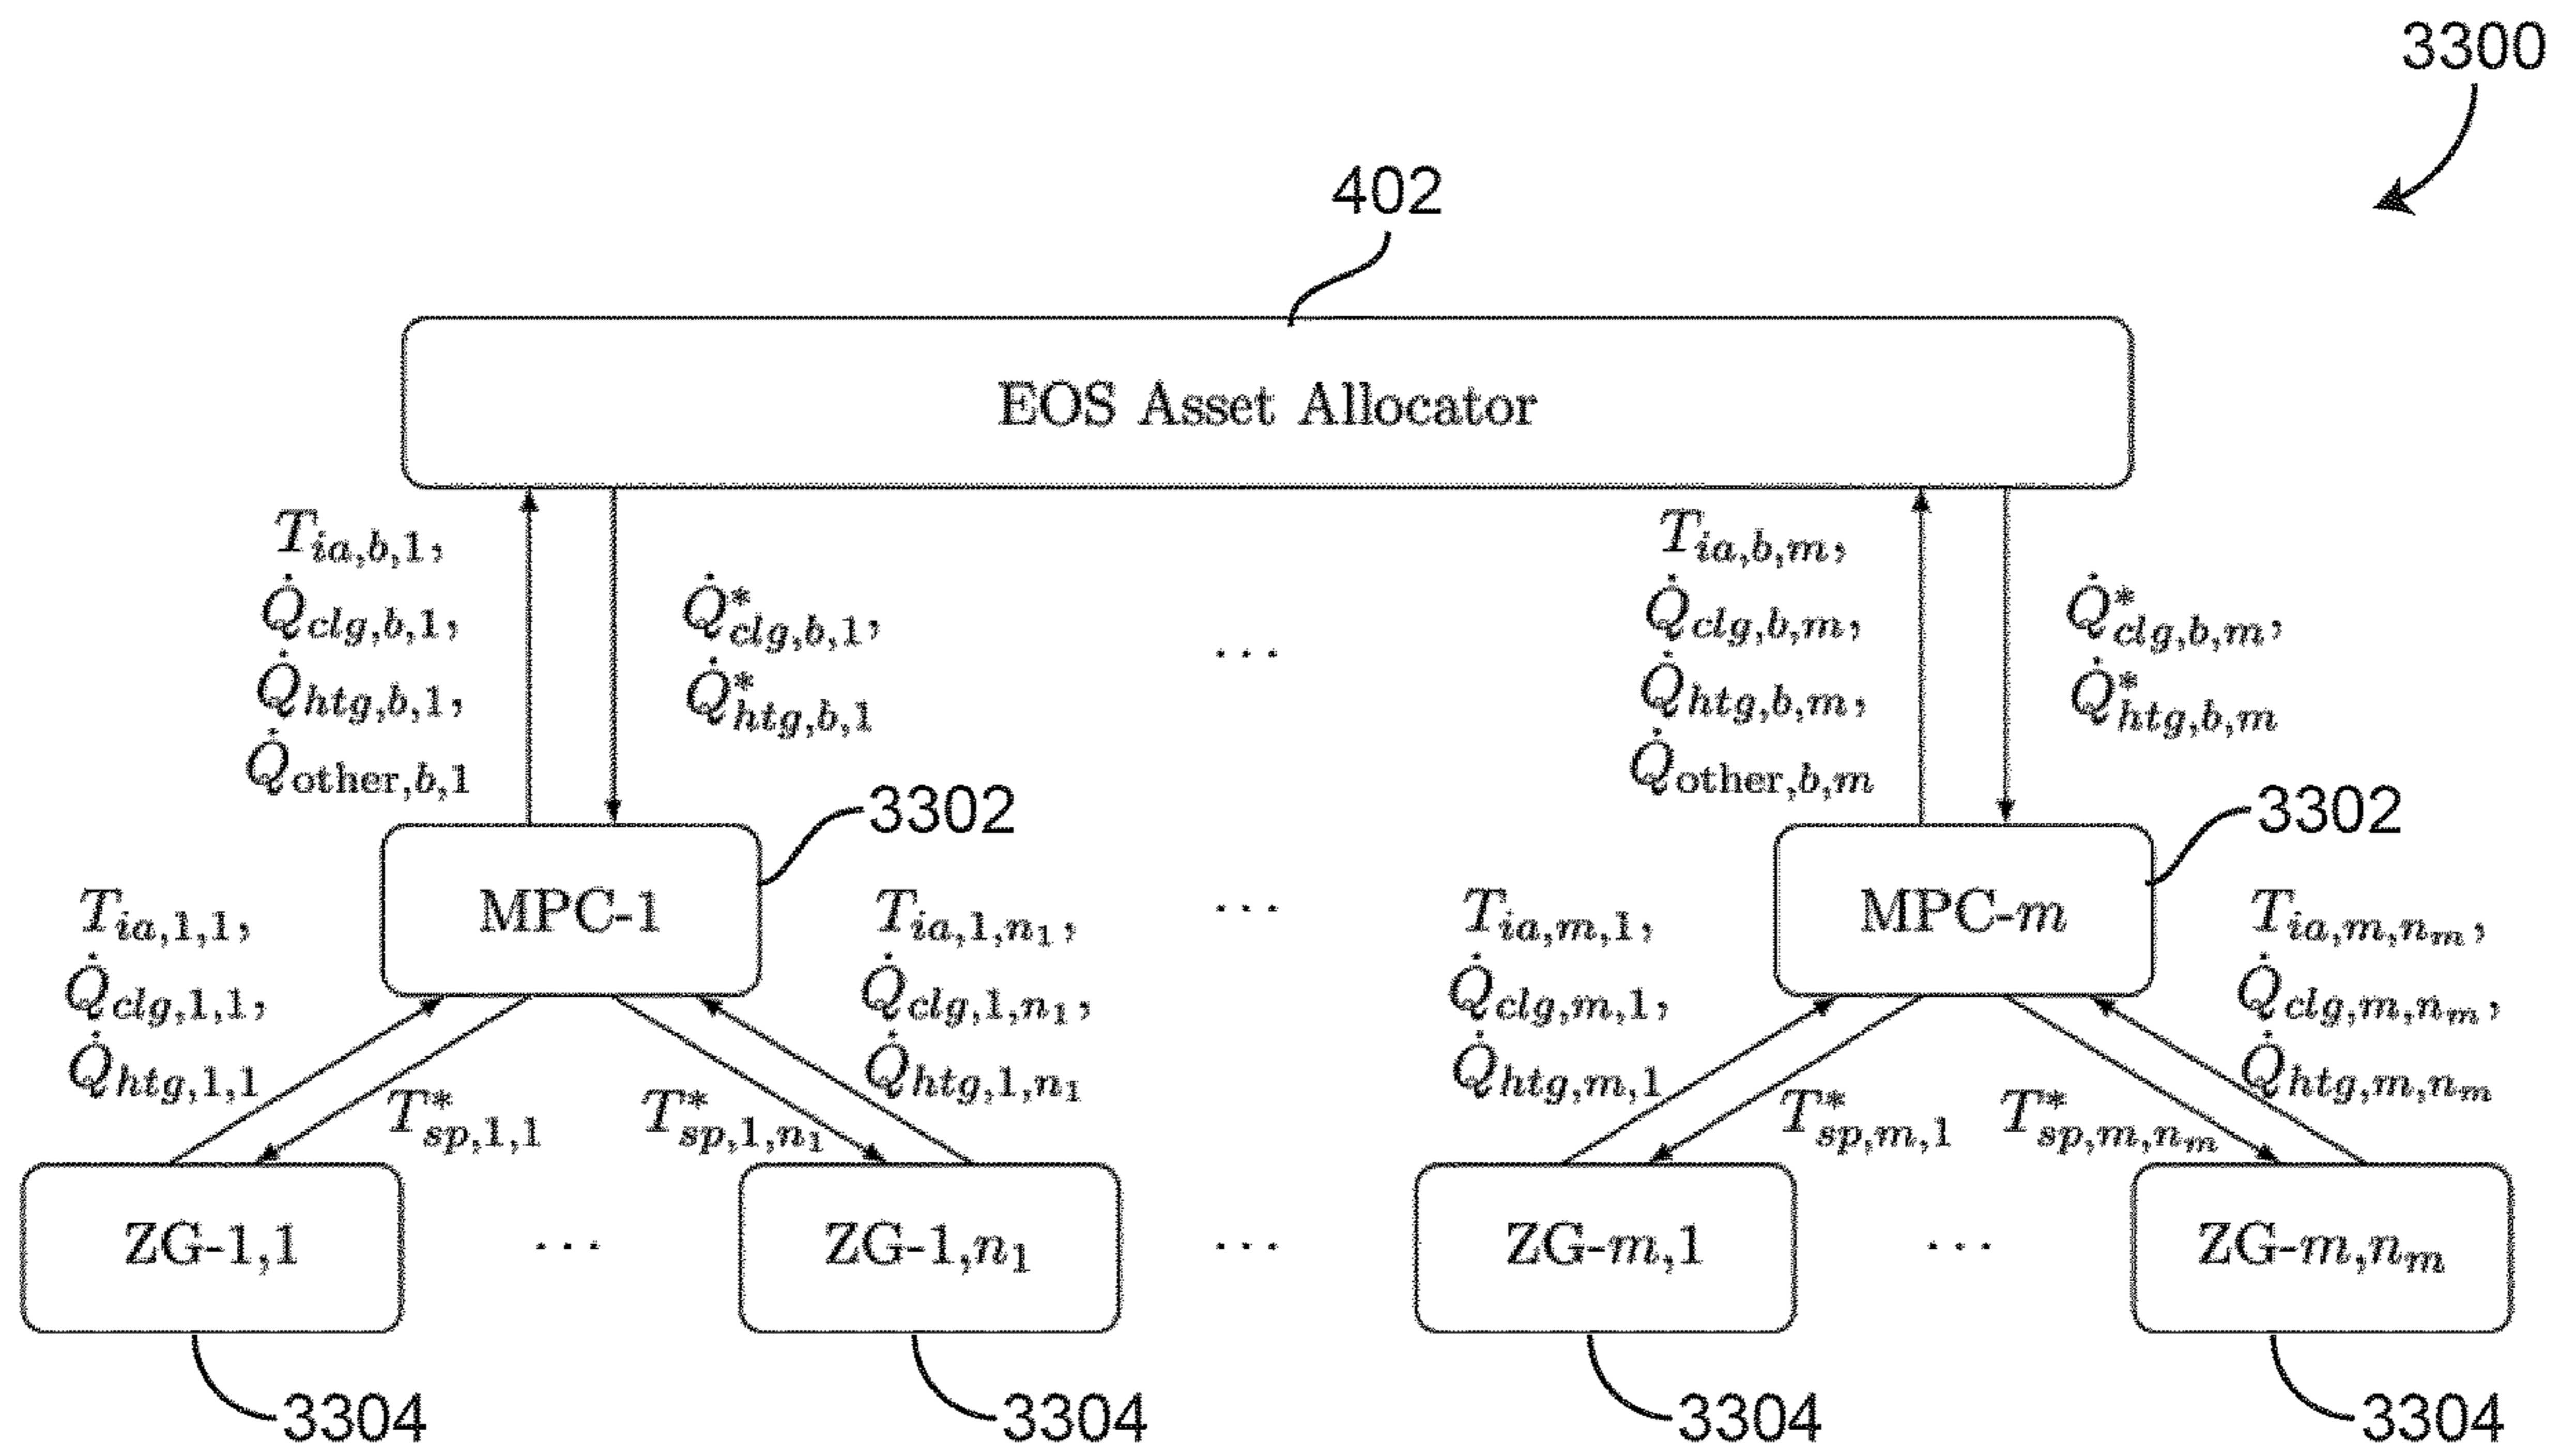 3300
402
EOS Asset Allocator
T_{ia,b,1},
Q̇_{clg,b,1},
Q̇_{htg,b,1},
Q̇_{other,b,1}
Q̇*_{clg,b,1},
Q̇*_{htg,b,1}
...
T_{ia,b,m},
Q̇_{clg,b,m},
Q̇_{htg,b,m},
Q̇_{other,b,m}
Q̇*_{clg,b,m},
Q̇*_{htg,b,m}
3302
3302
MPC-1
...
MPC-m
T_{ia,1,1},
Q̇_{clg,1,1},
Q̇_{htg,1,1}
T*_{sp,1,1}
T*_{sp,1,n_1}
T_{ia,1,n_1},
Q̇_{clg,1,n_1},
Q̇_{htg,1,n_1}
T_{ia,m,1},
Q̇_{clg,m,1},
Q̇_{htg,m,1}
T*_{sp,m,1}
T*_{sp,m,n_m}
T_{ia,m,n_m},
Q̇_{clg,m,n_m},
Q̇_{htg,m,n_m}
ZG-1,1
...
ZG-1,n_1
...
ZG-m,1
...
ZG-m,n_m
3304
3304
3304
3304